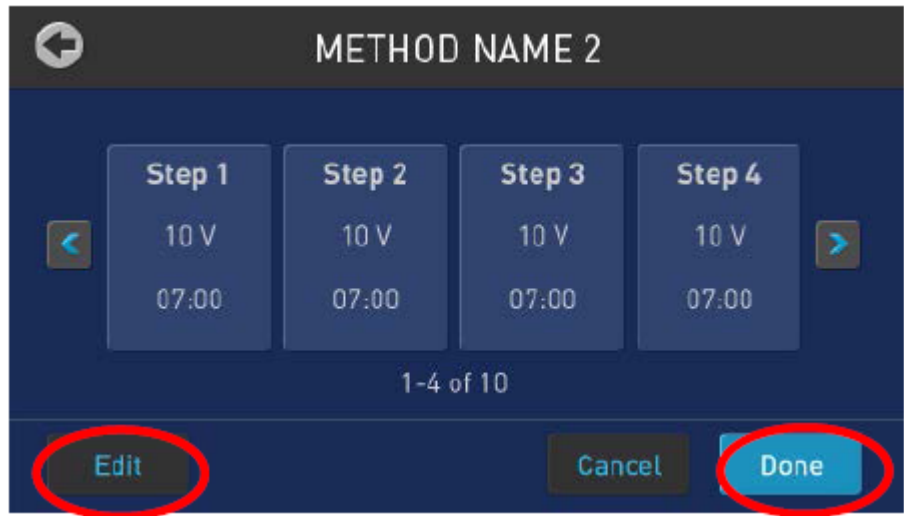 METHOD NAME 2
Step 1 Step 2 Step 3 Step 4
10 V 10 V 10 V 10 V
07:00 07:00 07:00 07:00
1-4 of 10
Edit Cancel Done